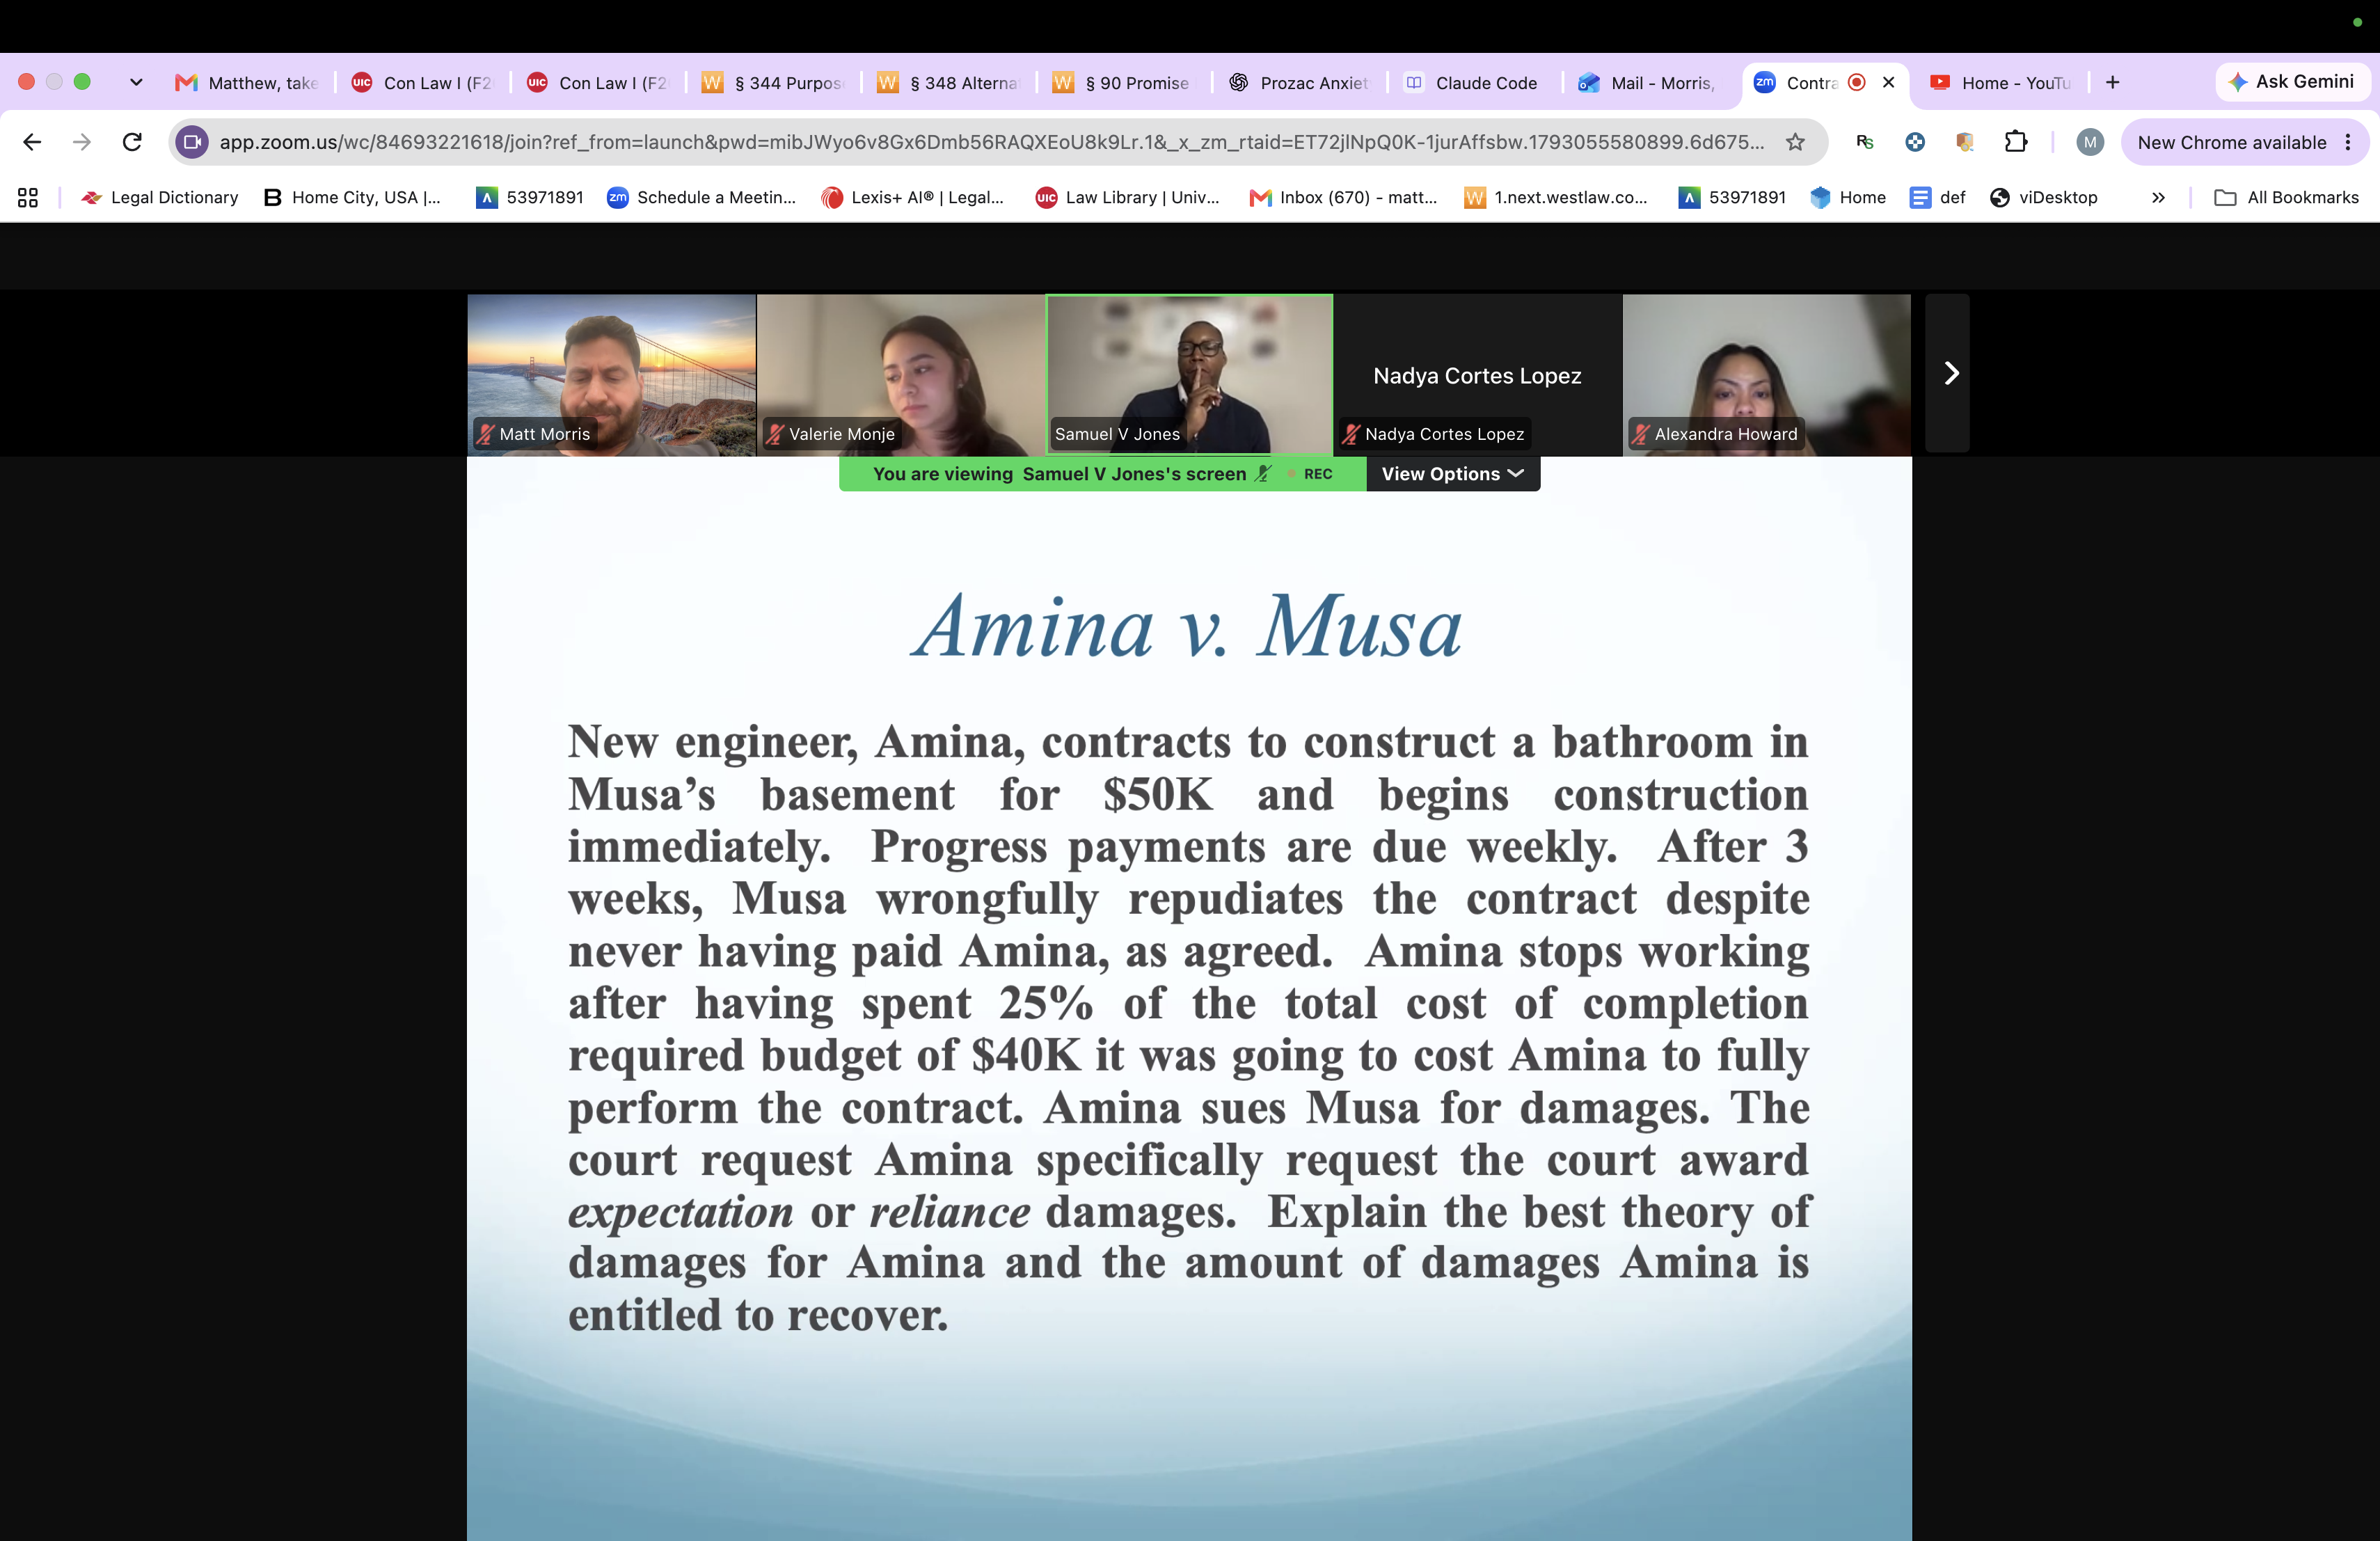 Matthew, take
Con Law I (F2
Con Law I (F2
§ 344 Purpos
§ 348 Alterna
§ 90 Promise
Prozac Anxiet
Claude Code
Mail - Morris,
Contra
Home - YouTu
Ask Gemini
app.zoom.us/wc/84693221618/join?ref_from=launch&pwd=mibJWyo6v8Gx6Dmb56RAQXEoU8k9Lr.1&_x_zm_rtaid=ET72jlNpQ0K-1jurAffsbw.1793055580899.6d675...
M
New Chrome available
Legal Dictionary
Home City, USA |...
53971891
Schedule a Meetin...
Lexis+ AI® | Legal...
Law Library | Univ...
Inbox (670) - matt...
1.next.westlaw.co...
53971891
Home
def
viDesktop
All Bookmarks
Nadya Cortes Lopez
Matt Morris
Valerie Monje
Samuel V Jones
Nadya Cortes Lopez
Alexandra Howard
You are viewing Samuel V Jones's screen REC View Options
Amina v. Musa
New engineer, Amina, contracts to construct a bathroom in
Musa's basement for $50K and begins construction
immediately. Progress payments are due weekly. After 3
weeks, Musa wrongfully repudiates the contract despite
never having paid Amina, as agreed. Amina stops working
after having spent 25% of the total cost of completion
required budget of $40K it was going to cost Amina to fully
perform the contract. Amina sues Musa for damages. The
court request Amina specifically request the court award
expectation or reliance damages. Explain the best theory of
damages for Amina and the amount of damages Amina is
entitled to recover.